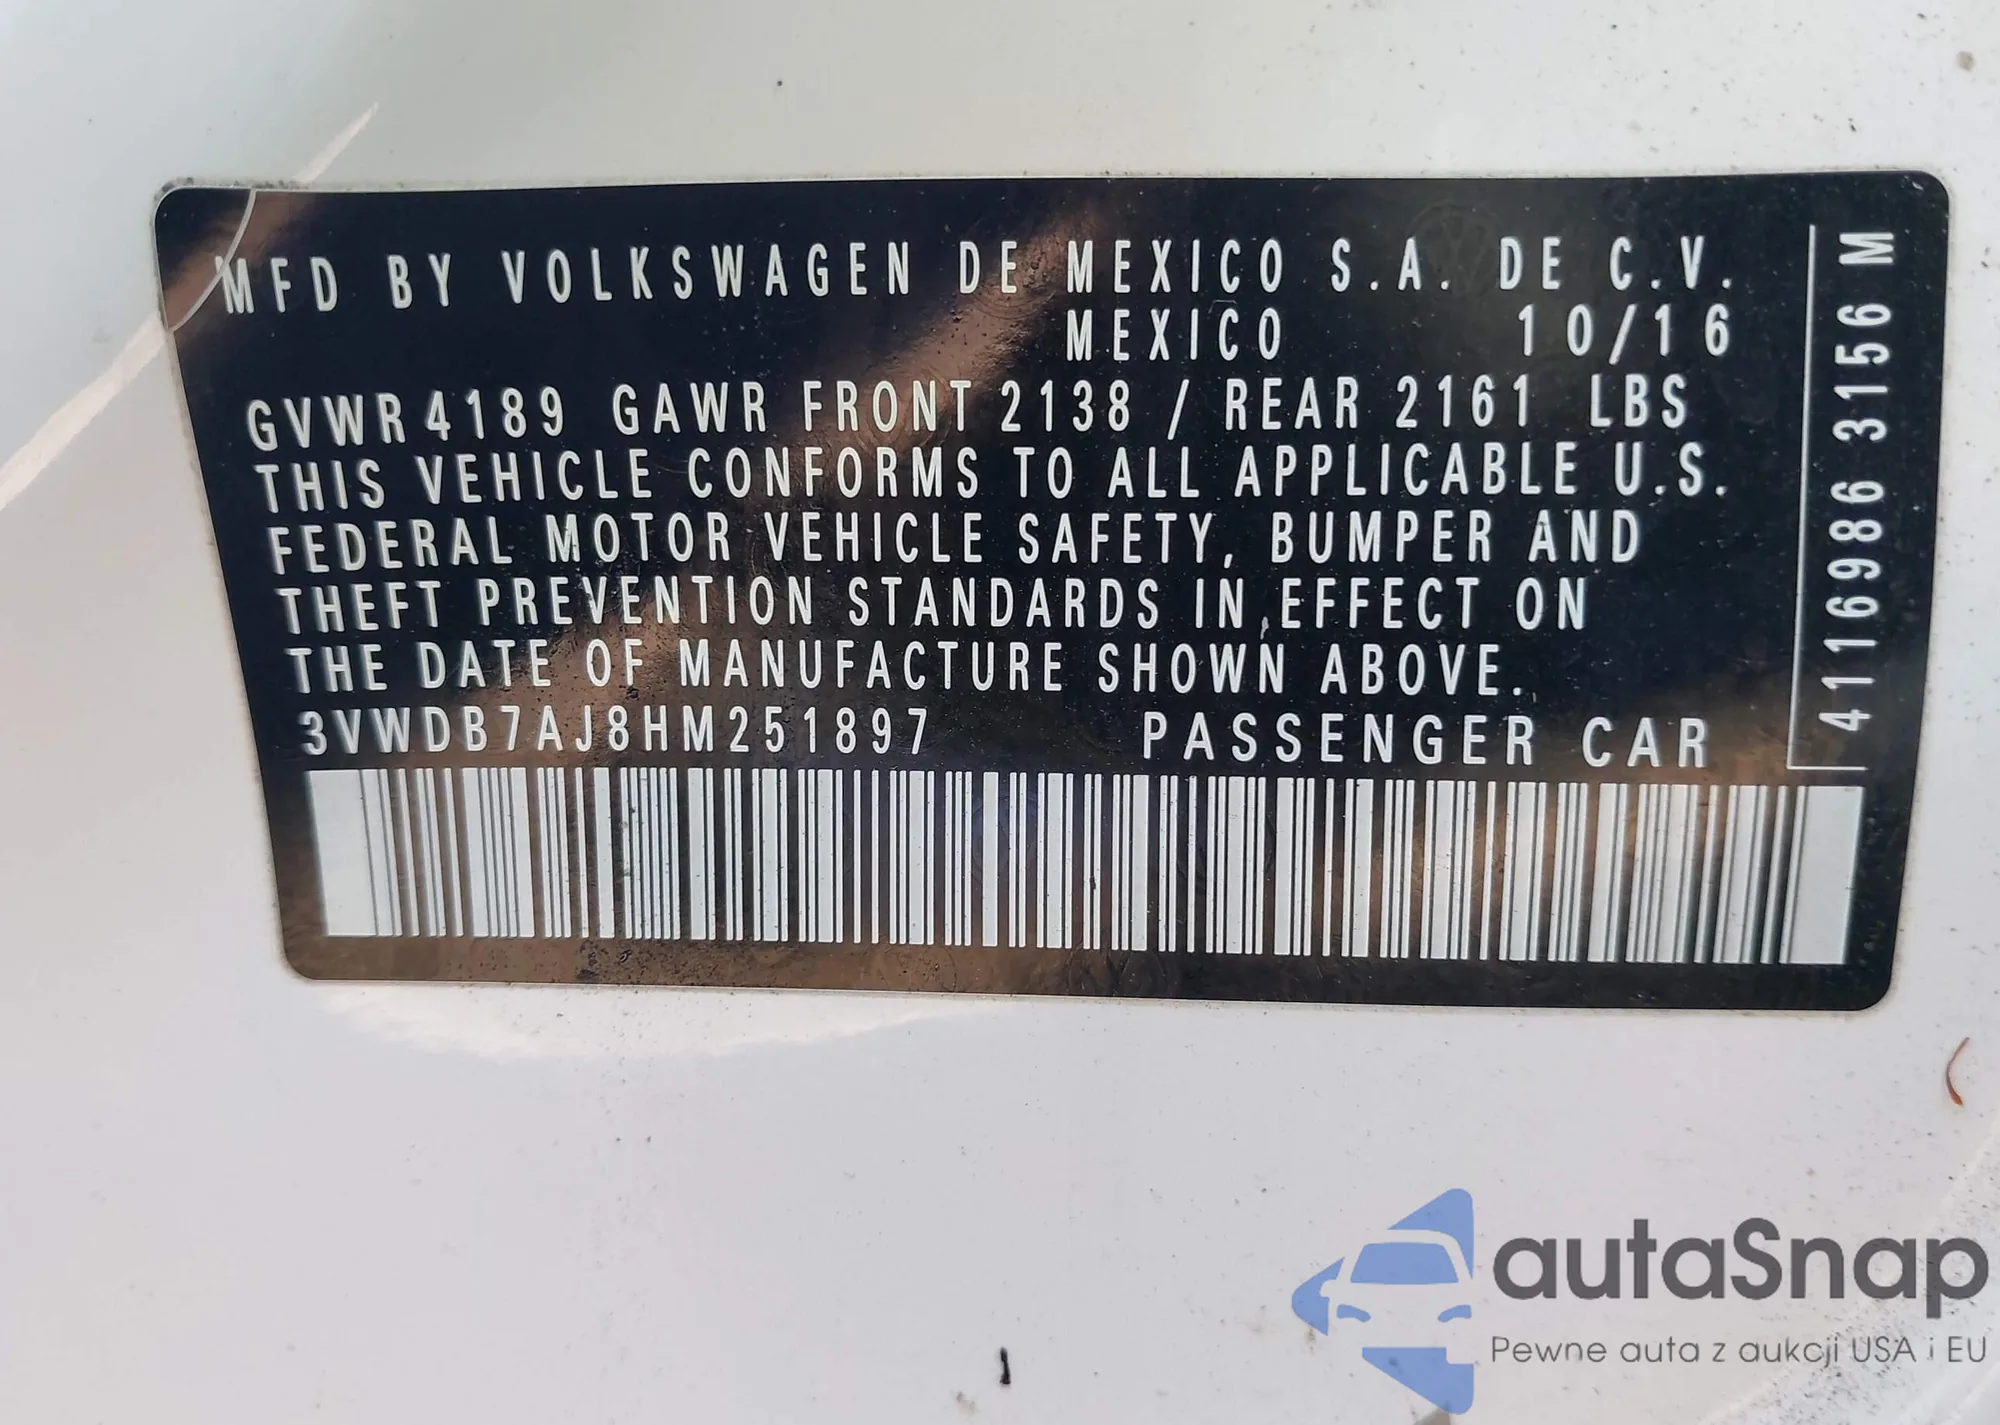 MFD BY VOLKSWAGEN DE MEXICO S.A. DE C.V.
MEXICO 10/16
GVWR 4189 GAWR FRONT 2138 / REAR 2161 LBS
THIS VEHICLE CONFORMS TO ALL APPLICABLE U.S.
FEDERAL MOTOR VEHICLE SAFETY, BUMPER AND
THEFT PREVENTION STANDARDS IN EFFECT ON
THE DATE OF MANUFACTURE SHOWN ABOVE.
3VWDB7AJ8HM251897 PASSENGER CAR
4116986 3156 M
autaSnap
Pewne auta z aukcji USA i EU